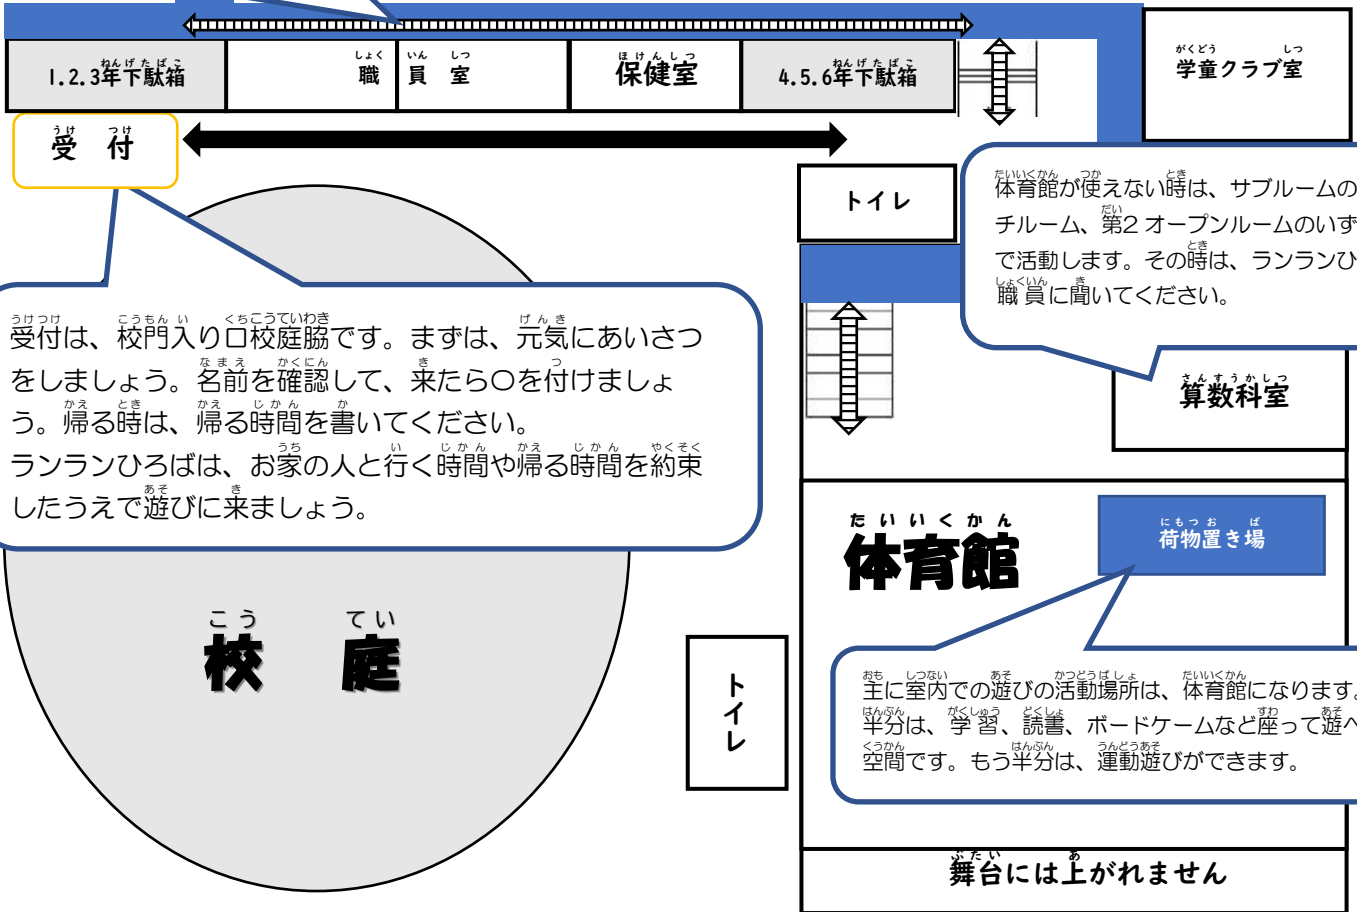 1.2.3年下駄箱
職員室
保健室
4.5.6年下駄箱
学童クラブ室
受付
トイレ
体育館が使えない時は、サブルームの
チルーム、第2オープンルームのいず
で活動します。その時は、ランランひ
職員に聞いてください。
受付は、校門入り口校庭脇です。まずは、元気にあいさつ
をしましょう。名前を確認して、来たら〇を付けましょ
う。帰る時は、帰る時間を書いてください。
ランランひろばは、お家の人と行く時間や帰る時間を約束
したうえで遊びに来ましょう。
算数科室
体育館
荷物置き場
校庭
トイレ
主に室内での遊びの活動場所は、体育館になります。
半分は、学習、読書、ボードゲームなど座って遊べ
空間です。もう半分は、運動遊びができます。
舞台には上がれません